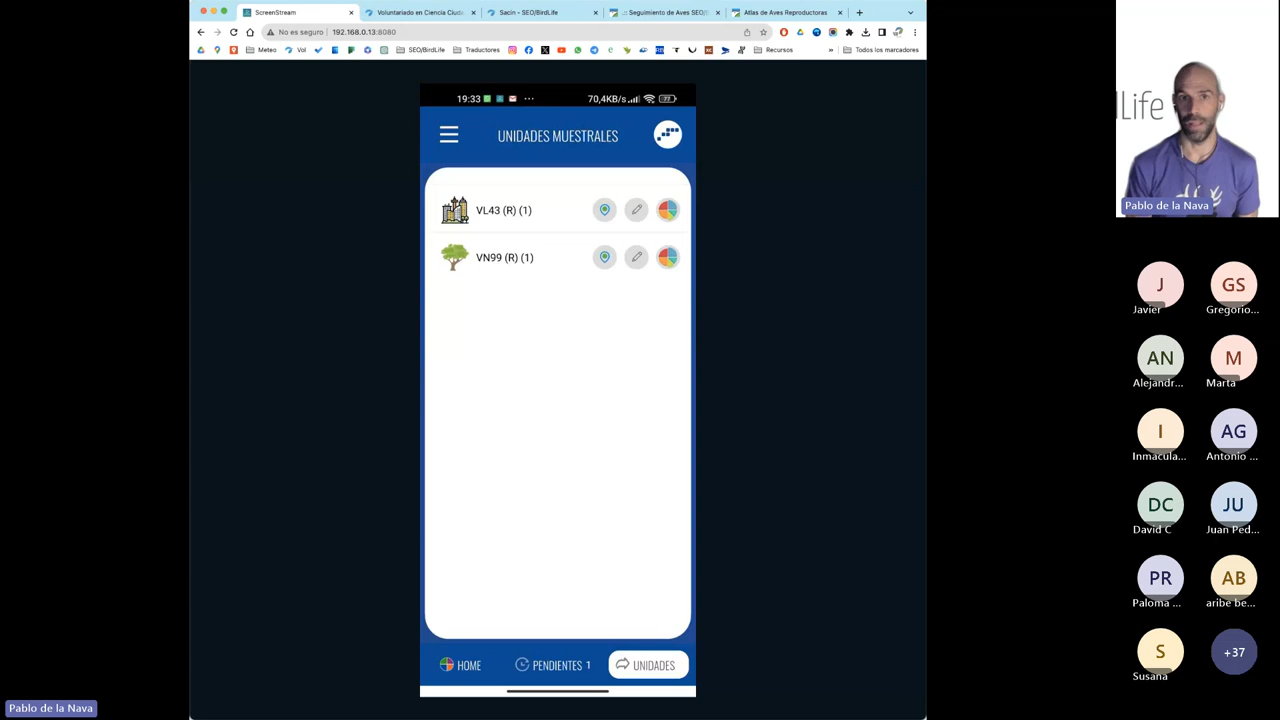 ScreenStream
Voluntariado en Ciencia Ciuda
Sacin - SEO/BirdLife
.:: Seguimiento de Aves SEO/B
Atlas de Aves Reproductoras
No es seguro
192.168.0.13:8080
Meteo
Vol
SEO/BirdLife
Traductores
Recursos
Todos los marcadores
19:33
70,4KB/s
77
UNIDADES MUESTRALES
VL43 (R) (1)
VN99 (R) (1)
HOME
PENDIENTES 1
UNIDADES
dLife
Pablo de la Nava
J
Javier
GS
Gregorio...
AN
Alejandr...
M
Marta
I
Inmacula...
AG
Antonio ...
DC
David C
JU
Juan Ped...
PR
Paloma ...
AB
aribe be...
S
Susana
+37
Pablo de la Nava